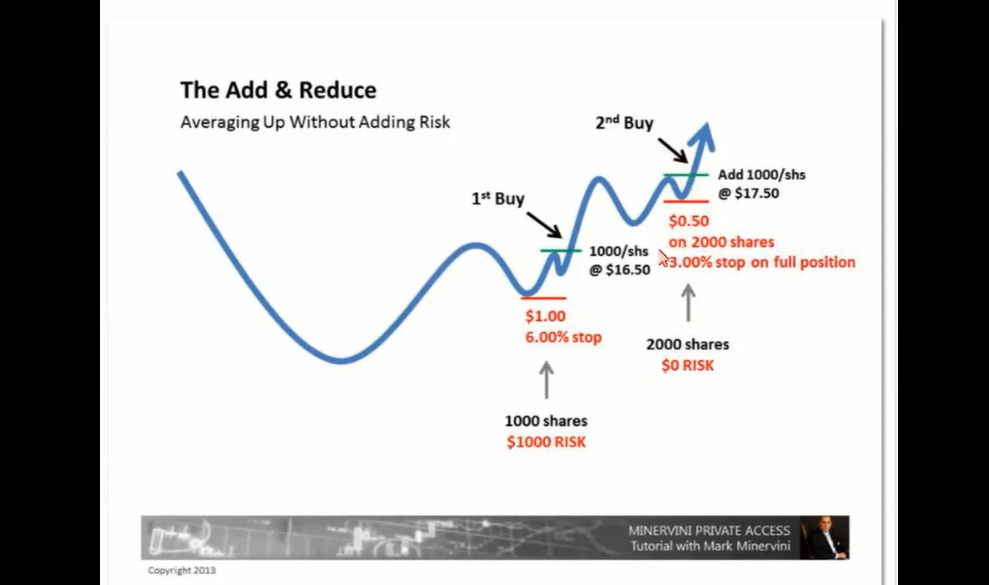 The Add & Reduce
Averaging Up Without Adding Risk
2nd Buy
Add 1000/shs
@ $17.50
1st Buy
$0.50
on 2000 shares
3.00% stop on full position
1000/shs
@ $16.50
$1.00
6.00% stop
2000 shares
$0 RISK
1000 shares
$1000 RISK
MINERVINI PRIVATE ACCESS
Tutorial with Mark Minervini
Copyright 2013